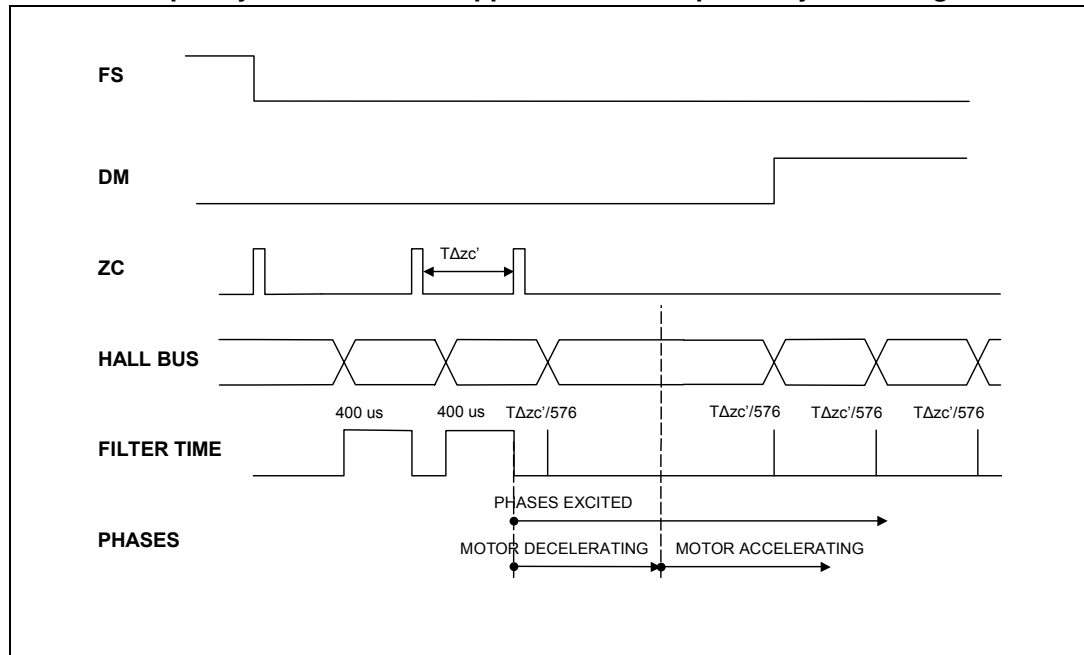 FS
DM
ZC
TΔzc’
HALL BUS
400 us 400 us TΔzc’/576 TΔzc’/576 TΔzc’/576 TΔzc’/576
FILTER TIME
PHASES EXCITED
PHASES
MOTOR DECELERATING MOTOR ACCELERATING